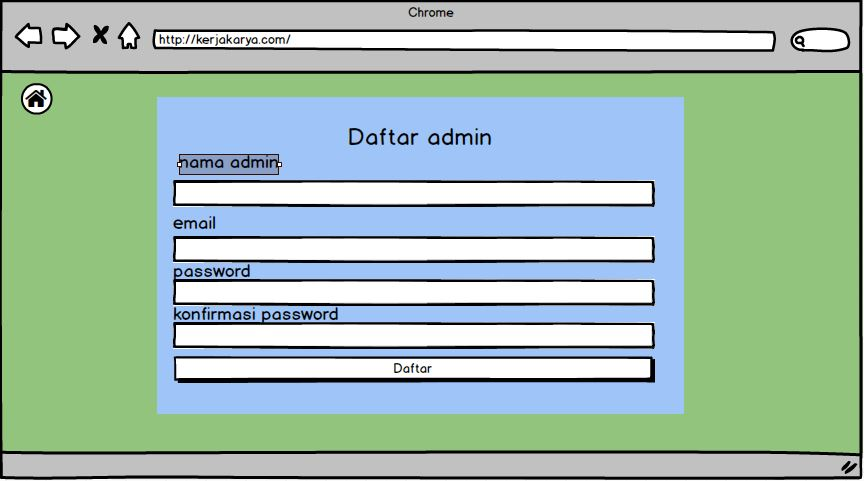 Chrome
http://kerjakarya.com/
Daftar admin
nama admin
email
password
konfirmasi password
Daftar